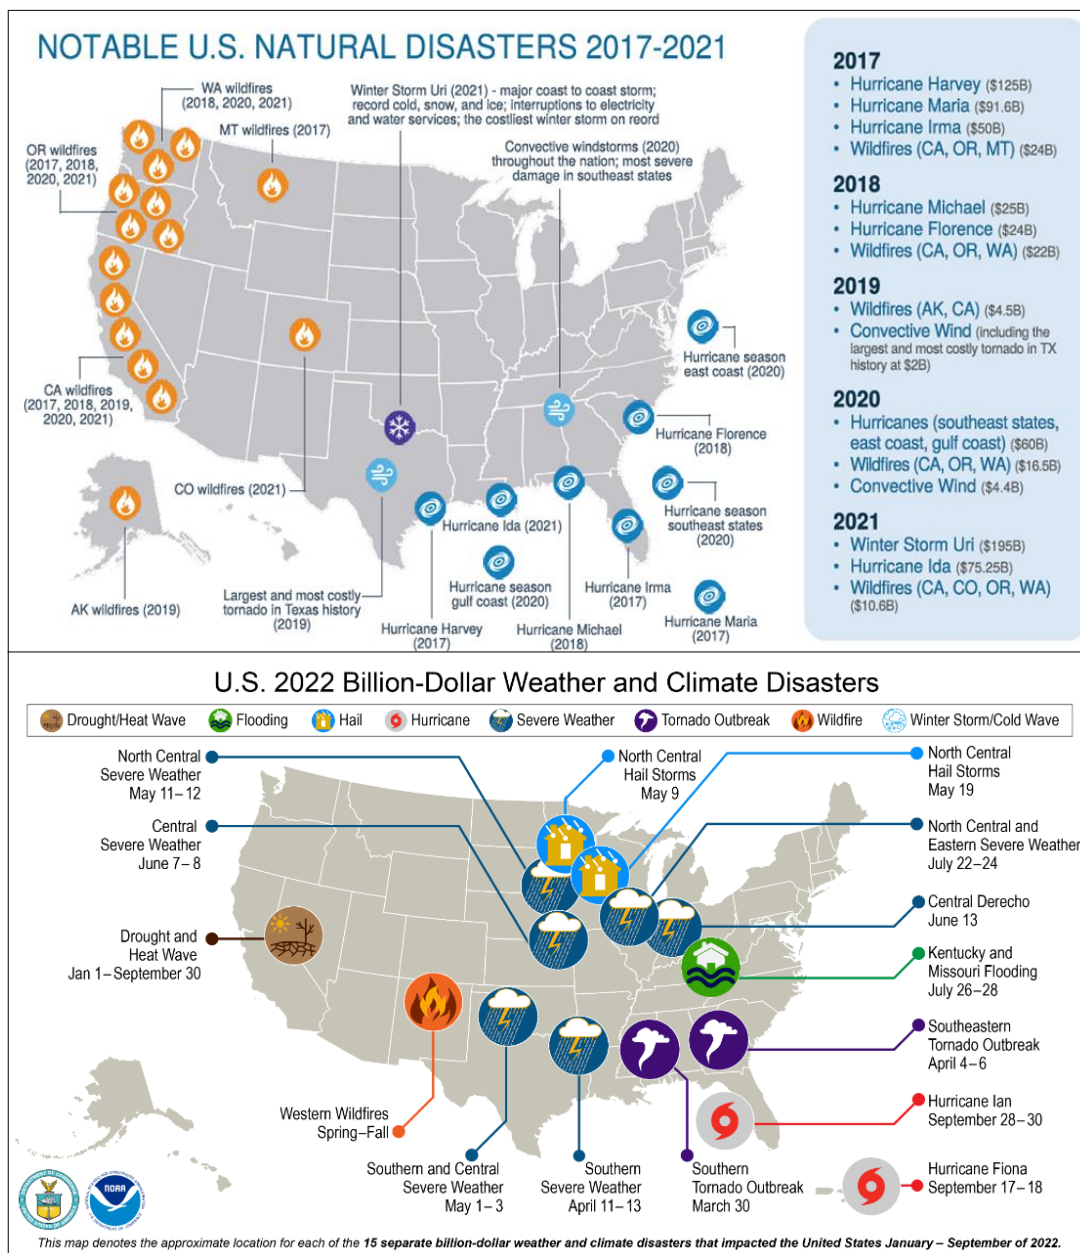 NOTABLE U.S. NATURAL DISASTERS 2017-2021
WA wildfires
(2018, 2020, 2021)
MT wildfires (2017)
OR wildfires
(2017, 2018,
2020, 2021)
Winter Storm Uri (2021) - major coast to coast storm;
record cold, snow, and ice; interruptions to electricity
and water services; the costliest winter storm on reord
Convective windstorms (2020)
throughout the nation; most severe
damage in southeast states
Hurricane season
east coast (2020)
CA wildfires
(2017, 2018, 2019,
2020, 2021)
Hurricane Florence
(2018)
CO wildfires (2021)
Hurricane Ida (2021)
Hurricane season
southeast states
(2020)
AK wildfires (2019)
Largest and most costly
tornado in Texas history
(2019)
Hurricane season
gulf coast (2020)
Hurricane Irma
(2017)
Hurricane Harvey
(2017)
Hurricane Michael
(2018)
Hurricane Maria
(2017)
2017
• Hurricane Harvey ($125B)
• Hurricane Maria ($91.6B)
• Hurricane Irma ($50B)
• Wildfires (CA, OR, MT) ($24B)
2018
• Hurricane Michael ($25B)
• Hurricane Florence ($24B)
• Wildfires (CA, OR, WA) ($22B)
2019
• Wildfires (AK, CA) ($4.5B)
• Convective Wind (including the
largest and most costly tornado in TX
history at $2B)
2020
• Hurricanes (southeast states,
east coast, gulf coast) ($60B)
• Wildfires (CA, OR, WA) ($16.5B)
• Convective Wind ($4.4B)
2021
• Winter Storm Uri ($195B)
• Hurricane Ida ($75.25B)
• Wildfires (CA, CO, OR, WA)
($10.6B)
U.S. 2022 Billion-Dollar Weather and Climate Disasters
Drought/Heat Wave
Flooding
Hail
Hurricane
Severe Weather
Tornado Outbreak
Wildfire
Winter Storm/Cold Wave
North Central
Severe Weather
May 11–12
Central
Severe Weather
June 7–8
Drought and
Heat Wave
Jan 1–September 30
North Central
Hail Storms
May 9
North Central
Hail Storms
May 19
North Central and
Eastern Severe Weather
July 22–24
Central Derecho
June 13
Kentucky and
Missouri Flooding
July 26–28
Southeastern
Tornado Outbreak
April 4–6
Hurricane Ian
September 28–30
Hurricane Fiona
September 17–18
Western Wildfires
Spring–Fall
Southern and Central
Severe Weather
May 1–3
Southern
Severe Weather
April 11–13
Southern
Tornado Outbreak
March 30
NOAA
This map denotes the approximate location for each of the 15 separate billion-dollar weather and climate disasters that impacted the United States January – September of 2022.